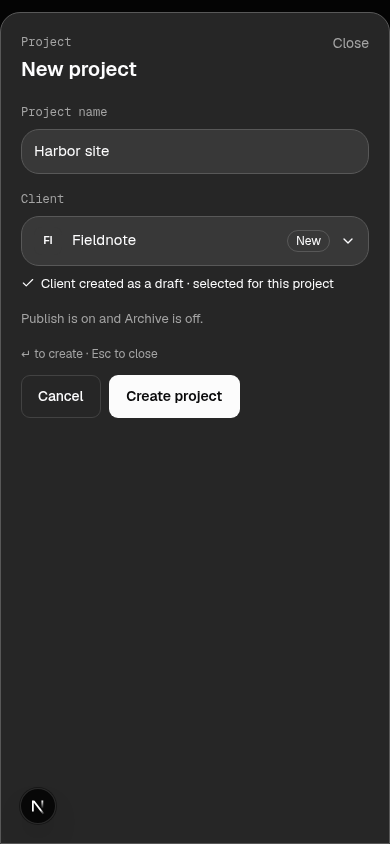 Project
Close
New project
Project name
Harbor site
Client
FI Fieldnote New
Client created as a draft · selected for this project
Publish is on and Archive is off.
↵ to create · Esc to close
Cancel
Create project
N